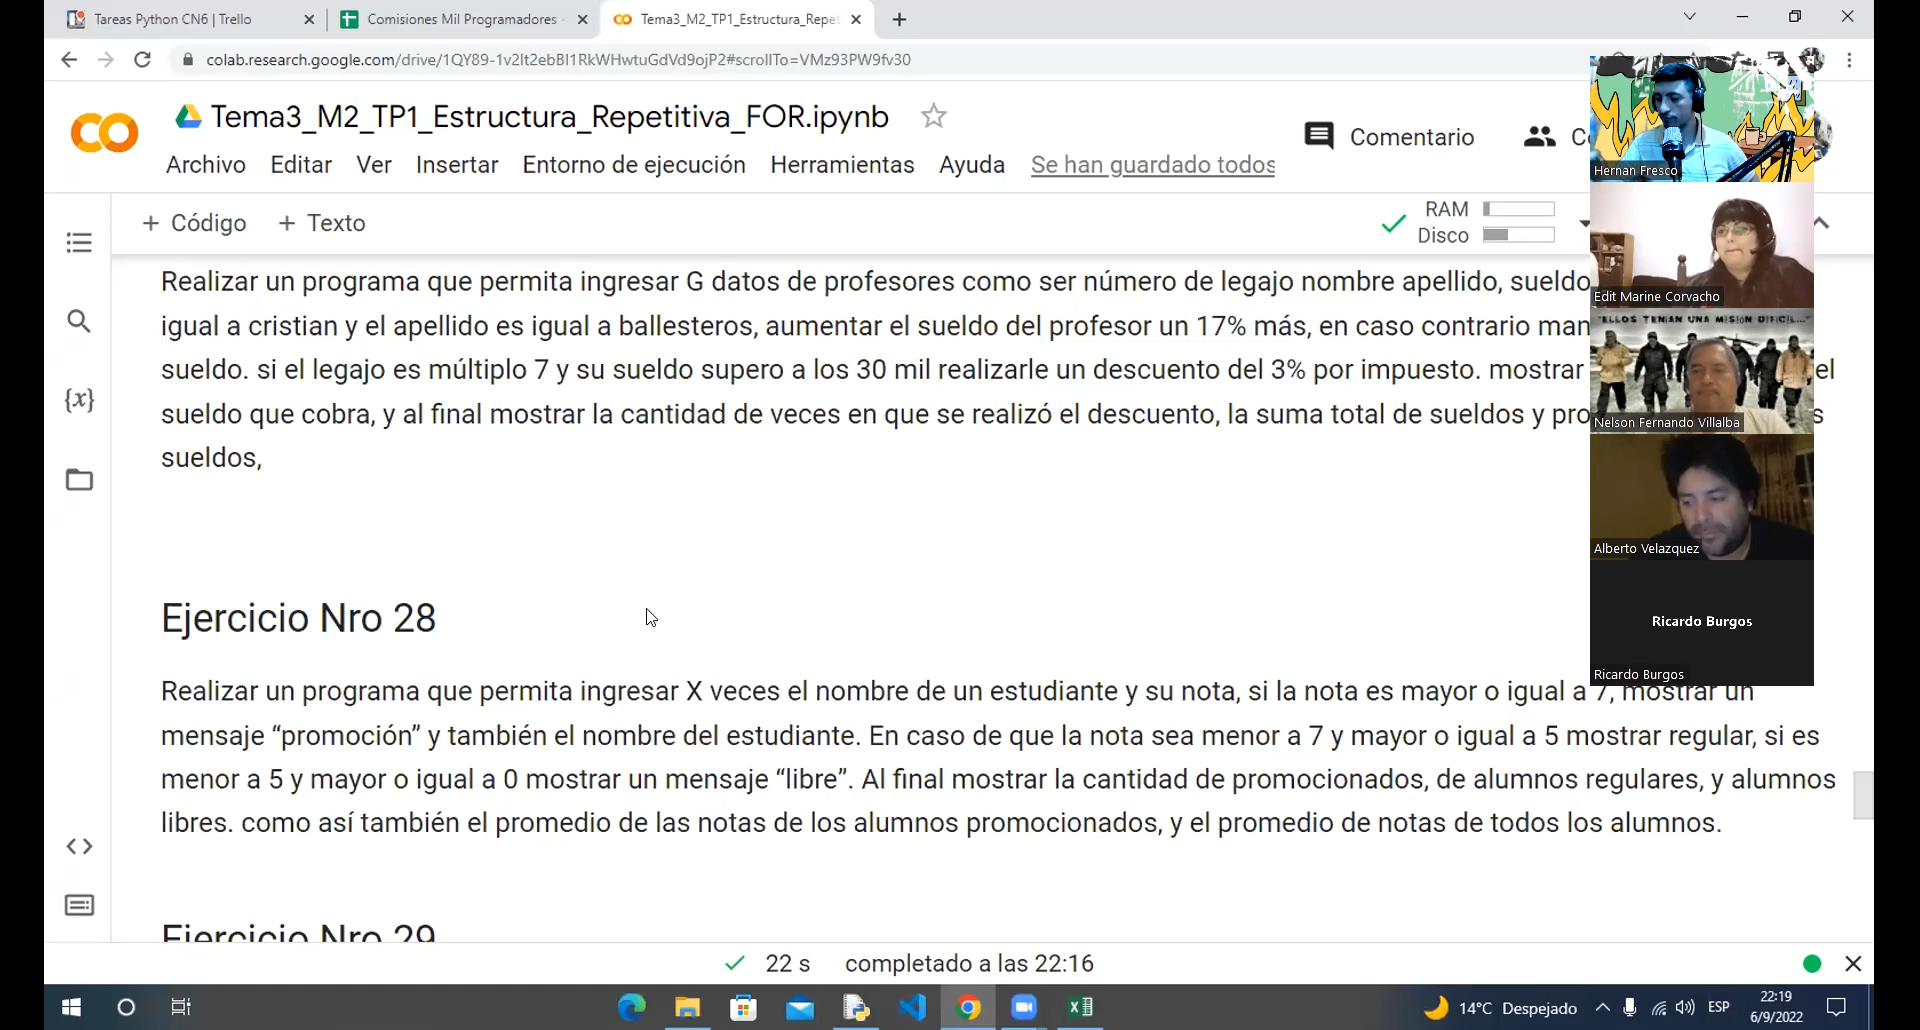 Tareas Python CN6 | Trello
Comisiones Mil Programadores -
Tema3_M2_TP1_Estructura_Repet
colab.research.google.com/drive/1QY89-1v2It2ebBI1RkWHwtuGdVd9ojP2#scrollTo=VMz93PW9fv30
CO
Tema3_M2_TP1_Estructura_Repetitiva_FOR.ipynb
Comentario
C
Archivo Editar Ver Insertar Entorno de ejecución Herramientas Ayuda Se han guardado todos
+ Código + Texto
RAM
Disco
Realizar un programa que permita ingresar G datos de profesores como ser número de legajo nombre apellido, sueldo
igual a cristian y el apellido es igual a ballesteros, aumentar el sueldo del profesor un 17% más, en caso contrario man
sueldo. si el legajo es múltiplo 7 y su sueldo supero a los 30 mil realizarle un descuento del 3% por impuesto. mostrar el
sueldo que cobra, y al final mostrar la cantidad de veces en que se realizó el descuento, la suma total de sueldos y pro s
sueldos,
Ejercicio Nro 28
Realizar un programa que permita ingresar X veces el nombre de un estudiante y su nota, si la nota es mayor o igual a 7, mostrar un
mensaje “promoción” y también el nombre del estudiante. En caso de que la nota sea menor a 7 y mayor o igual a 5 mostrar regular, si es
menor a 5 y mayor o igual a 0 mostrar un mensaje “libre”. Al final mostrar la cantidad de promocionados, de alumnos regulares, y alumnos
libres. como así también el promedio de las notas de los alumnos promocionados, y el promedio de notas de todos los alumnos.
Ejercicio Nro 29
{x}
Hernan Fresco
Edit Marine Corvacho
"ELLOS TENIAN UNA MISION DIFICIL..."
Nelson Fernando Villalba
Alberto Velazquez
Ricardo Burgos
Ricardo Burgos
22 s completado a las 22:16
14°C Despejado
ESP
22:19
6/9/2022